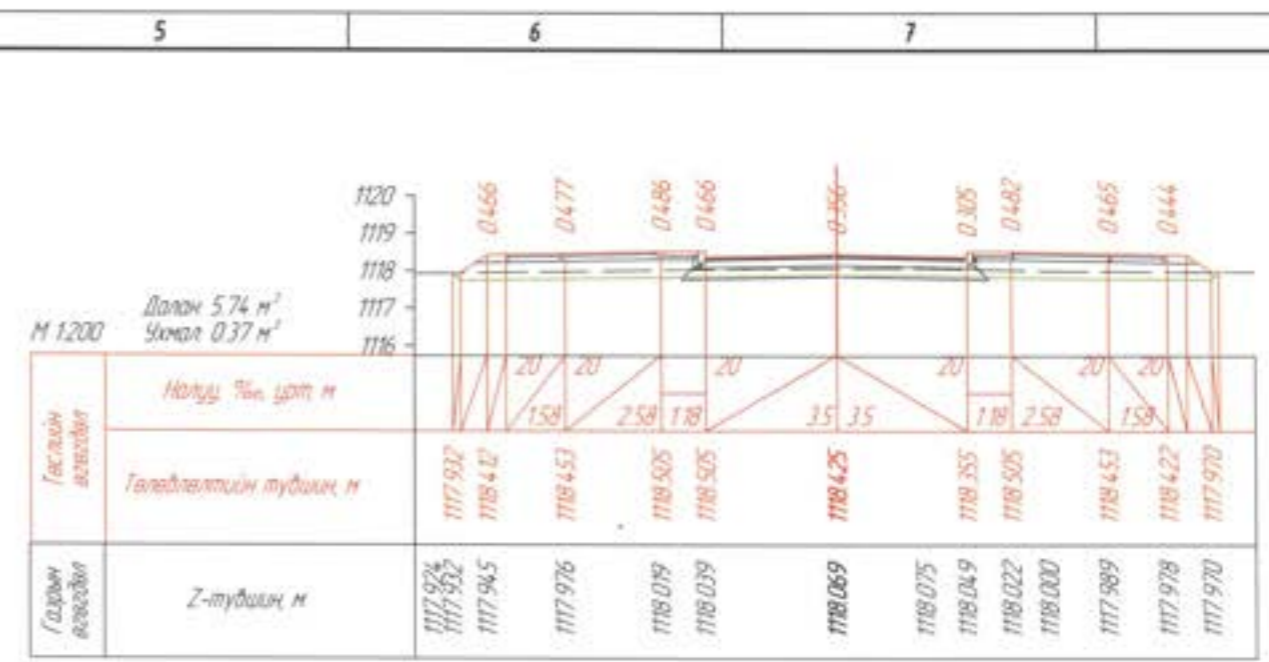 5 6 7
0.466 0.477 0.486 0.466 0.356 0.305 0.482 0.465 0.444
1120
1119
1118
1117
1116
Далан: 5.74 м²
Ухмал: 0.37 м²
М 1:200
Төслийн өгөгдөл
Налуу, ‰, урт, м
20 20 20 20 20 20
1.58 2.58 1.18 3.5 3.5 1.18 2.58 1.58
Төлөвлөлтийн түвшин, м
1117.932 1118.412 1118.453 1118.505 1118.505 1118.425 1118.355 1118.505 1118.453 1118.422 1117.970
Газрын өгөгдөл
Z-түвшин, м
1117.924 1117.932 1117.945 1117.976 1118.019 1118.039 1118.069 1118.075 1118.049 1118.022 1118.000 1117.989 1117.978 1117.970